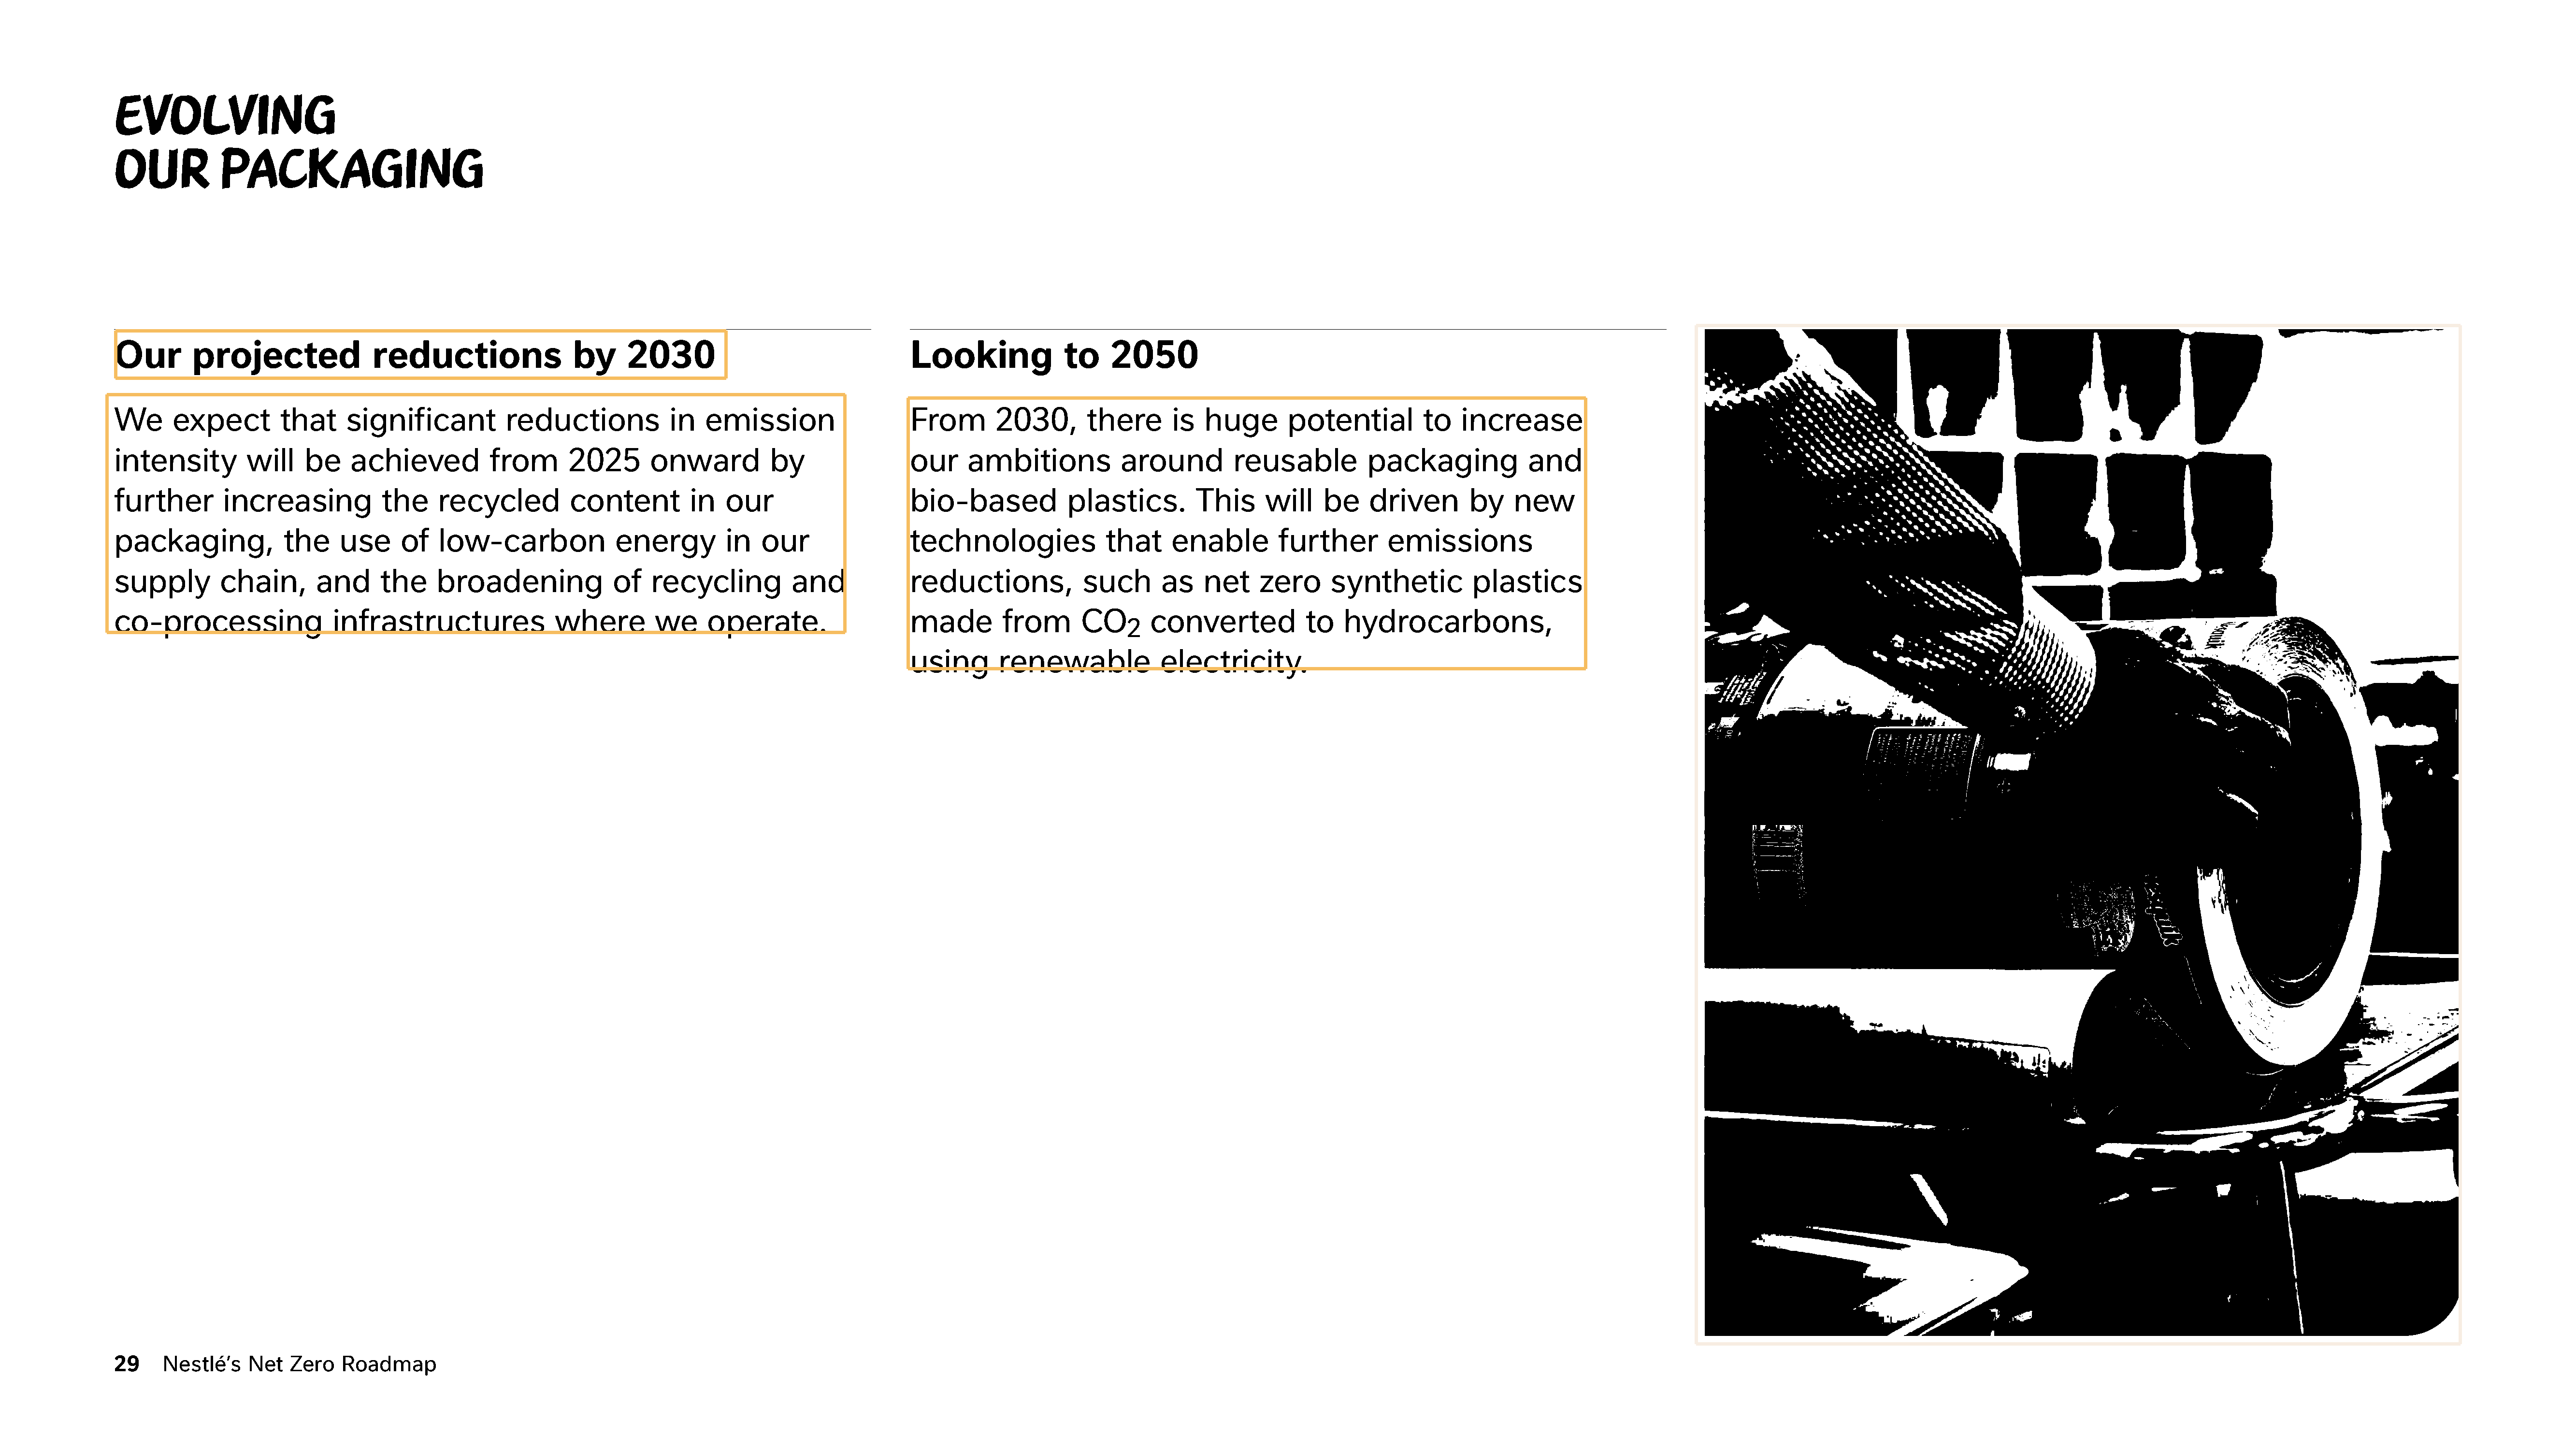 EVOLVING
OUR PACKAGING
Our projected reductions by 2030
We expect that significant reductions in emission
intensity will be achieved from 2025 onward by
further increasing the recycled content in our
packaging, the use of low-carbon energy in our
supply chain, and the broadening of recycling and
co-processing infrastructures where we operate.
Looking to 2050
From 2030, there is huge potential to increase
our ambitions around reusable packaging and
bio-based plastics. This will be driven by new
technologies that enable further emissions
reductions, such as net zero synthetic plastics
made from CO2 converted to hydrocarbons,
using renewable electricity.
29 Nestlé's Net Zero Roadmap